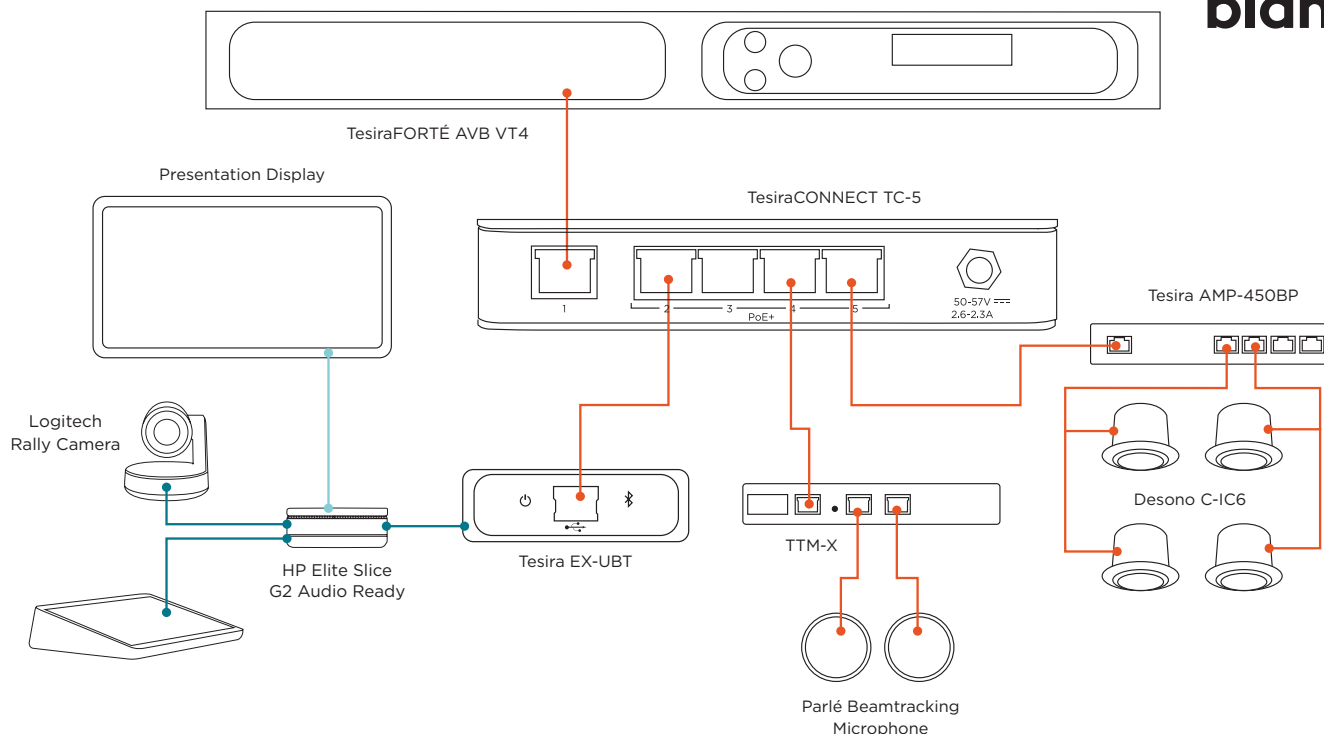 TesiraFORTÉ AVB VT4
Presentation Display
TesiraCONNECT TC-5
1
2
3
4
5
PoE+
50-57V
2.6-2.3A
Tesira AMP-450BP
Logitech
Rally Camera
Desono C-IC6
TTM-X
Tesira EX-UBT
HP Elite Slice
G2 Audio Ready
Parlé Beamtracking
Microphone